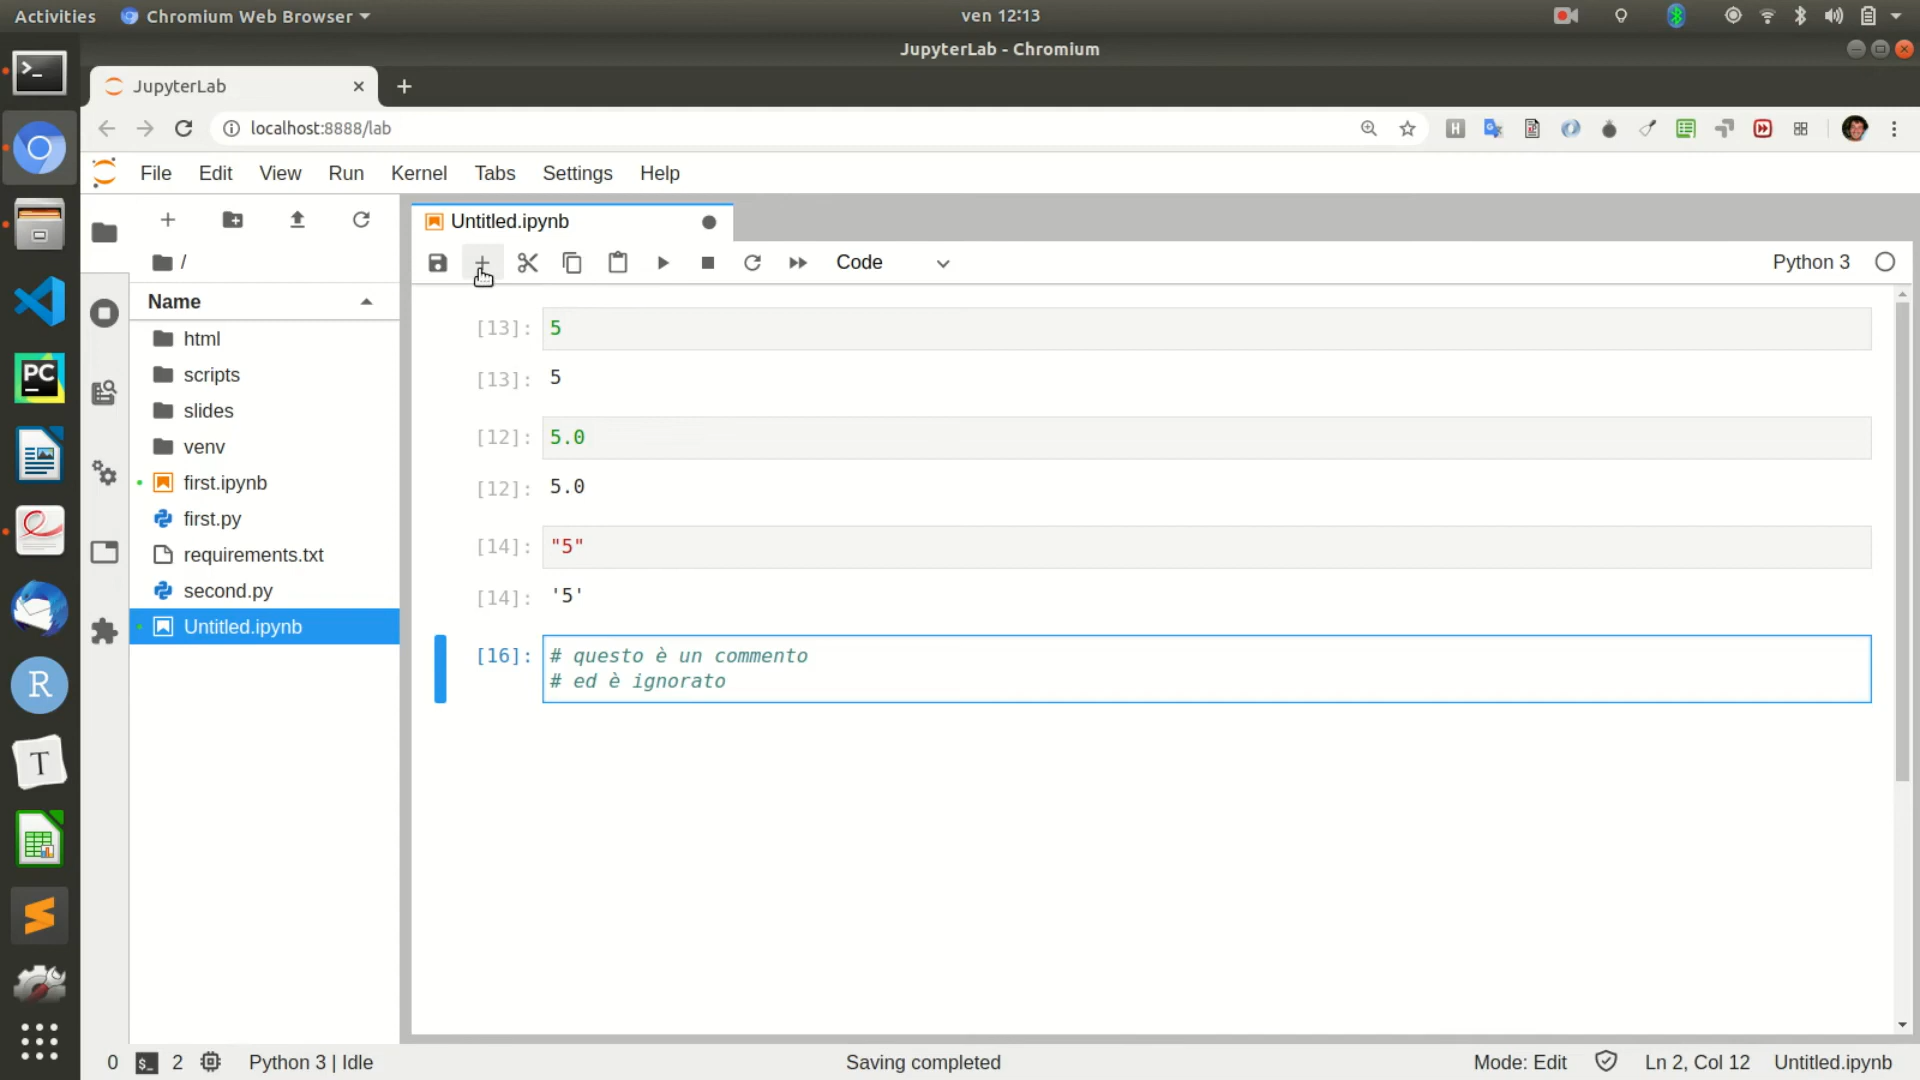 Activities Chromium Web Browser ven 12:13
JupyterLab - Chromium
JupyterLab
localhost:8888/lab
File Edit View Run Kernel Tabs Settings Help
Untitled.ipynb
/
Code Python 3
Name
html
scripts
slides
venv
first.ipynb
first.py
requirements.txt
second.py
Untitled.ipynb
[13]: 5
[13]: 5
[12]: 5.0
[12]: 5.0
[14]: "5"
[14]: '5'
[16]: # questo è un commento
# ed è ignorato
PC
R
T
0 $_ 2 Python 3 | Idle Saving completed Mode: Edit Ln 2, Col 12 Untitled.ipynb